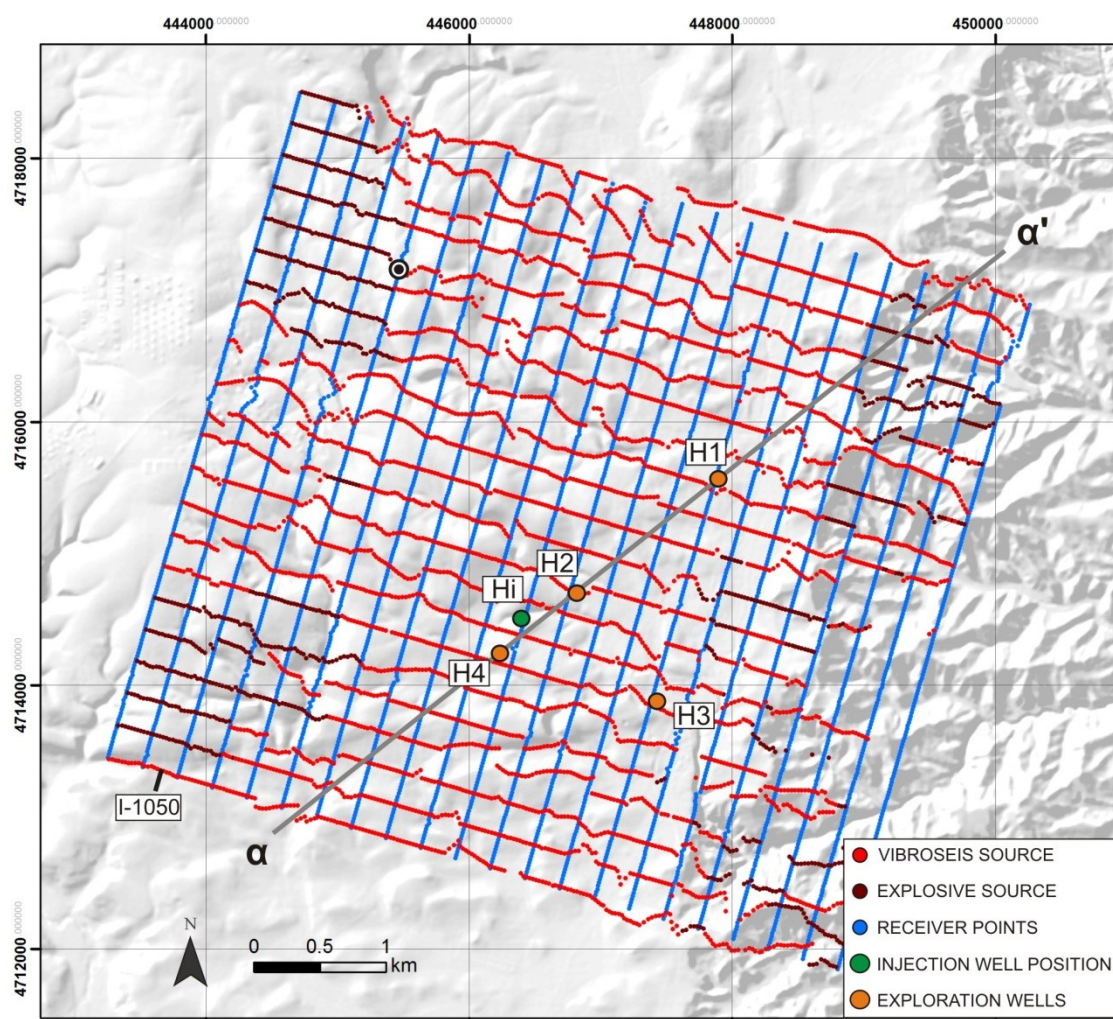 444000.000000 446000.000000 448000.000000 450000.000000
4718000.000000
4716000.000000
4714000.000000
4712000.000000
α'
H1
H2
Hi
H4
H3
I-1050
α
N
0 0.5 1
km
VIBROSEIS SOURCE
EXPLOSIVE SOURCE
RECEIVER POINTS
INJECTION WELL POSITION
EXPLORATION WELLS